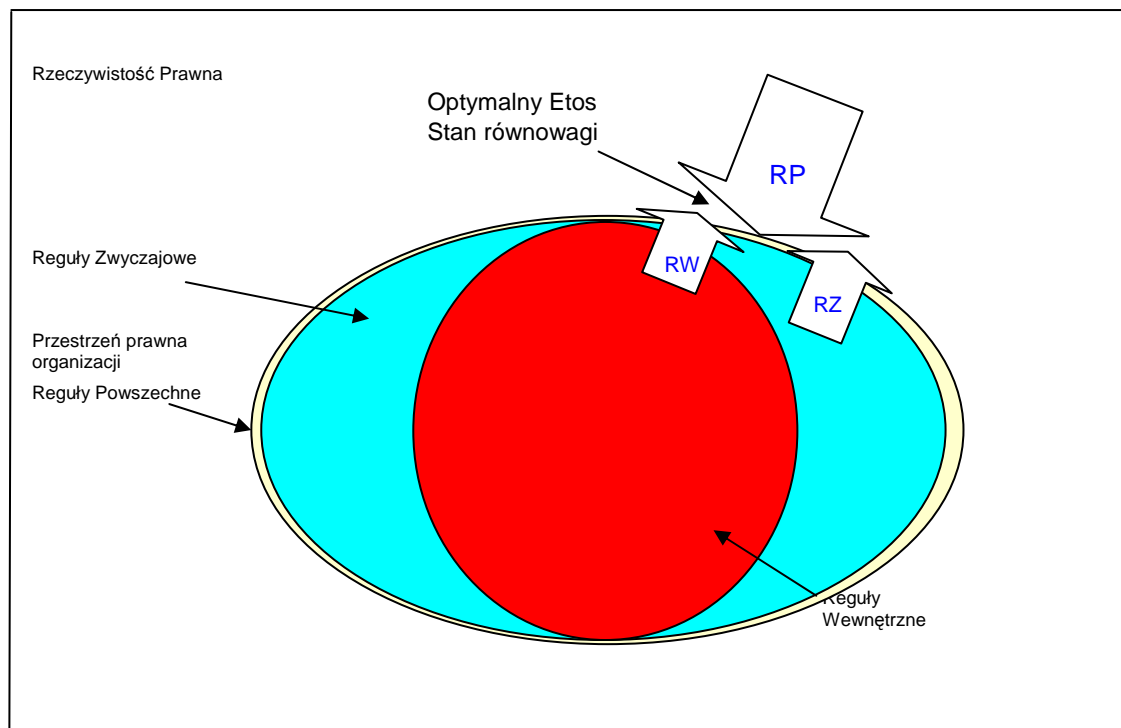 Rzeczywistość Prawna
Optymalny Etos
Stan równowagi
RP
Reguły Zwyczajowe
RW
RZ
Przestrzeń prawna
organizacji
Reguły Powszechne
Reguły
Wewnętrzne